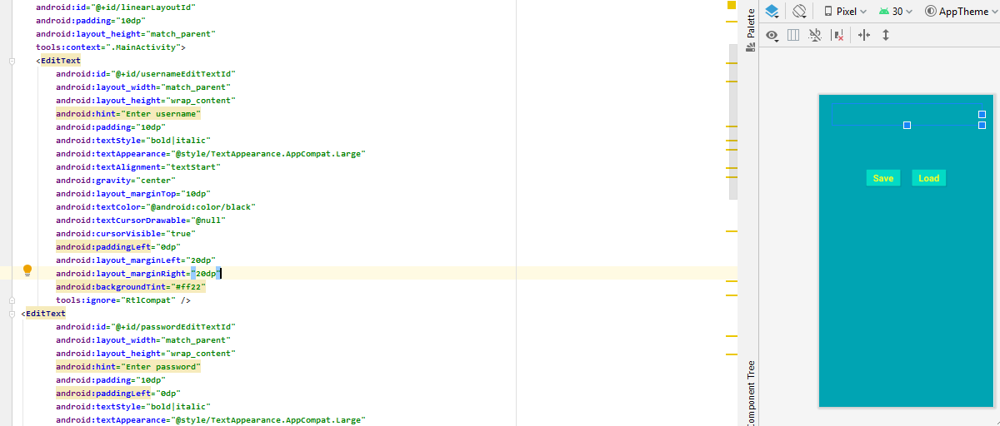 android:id="@+id/linearLayoutId"
android:padding="10dp"
android:layout_height="match_parent"
tools:context=".MainActivity">
<EditText
android:id="@+id/usernameEditTextId"
android:layout_width="match_parent"
android:layout_height="wrap_content"
android:hint="Enter username"
android:padding="10dp"
android:textStyle="bold|italic"
android:textAppearance="@style/TextAppearance.AppCompat.Large"
android:textAlignment="textStart"
android:gravity="center"
android:layout_marginTop="10dp"
android:textColor="@android:color/black"
android:textCursorDrawable="@null"
android:cursorVisible="true"
android:paddingLeft="0dp"
android:layout_marginLeft="20dp"
android:layout_marginRight="20dp"
android:backgroundTint="#ff22"
tools:ignore="RtlCompat" />
<EditText
android:id="@+id/passwordEditTextId"
android:layout_width="match_parent"
android:layout_height="wrap_content"
android:hint="Enter password"
android:padding="10dp"
android:paddingLeft="0dp"
android:textStyle="bold|italic"
android:textAppearance="@style/TextAppearance.AppCompat.Large"
Palette
Component Tree
Pixel 30 AppTheme
Save Load